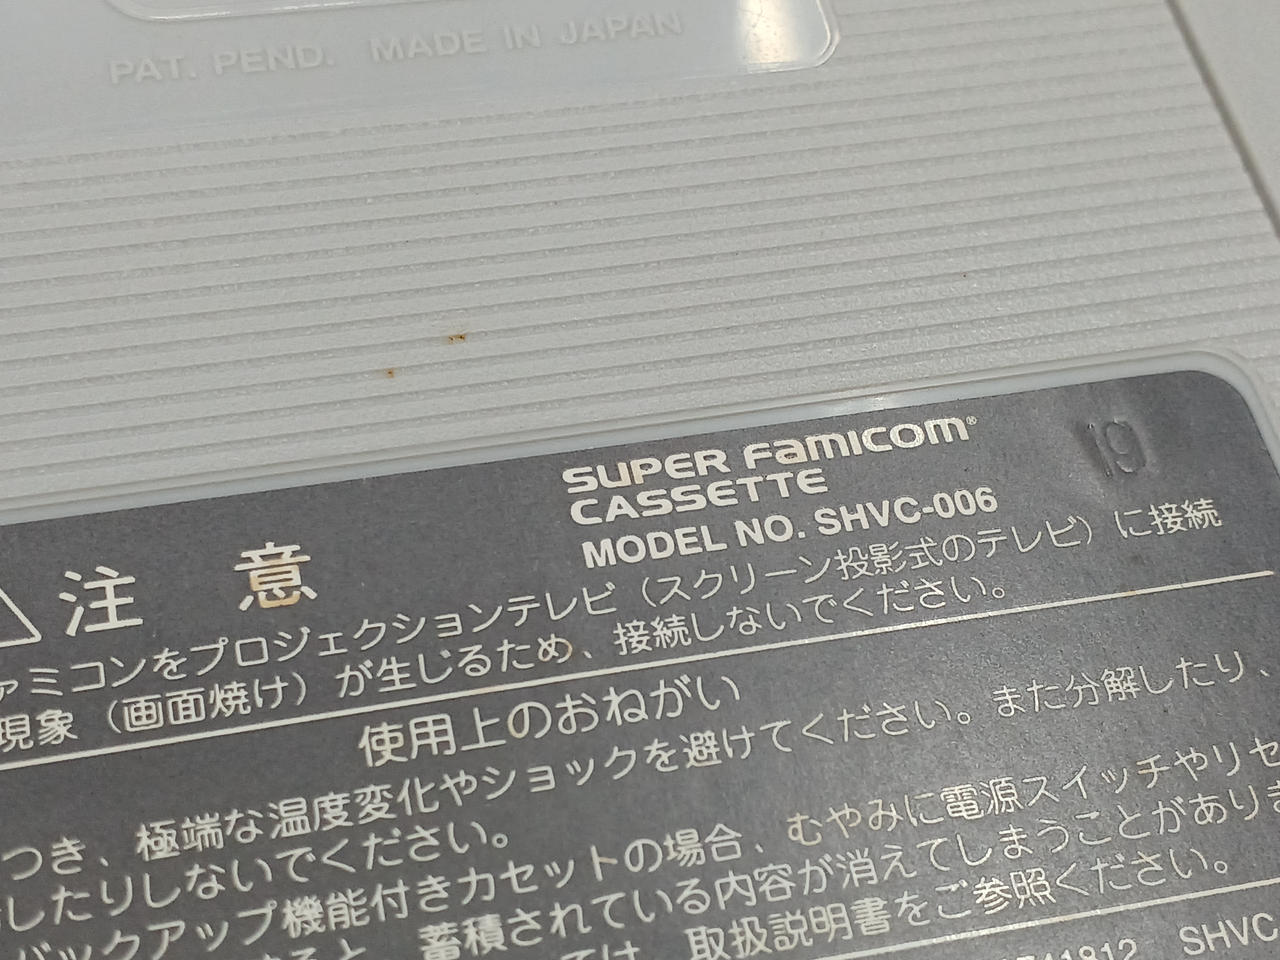 PAT. PEND. MADE IN JAPAN
SUPER FAMICOM®
CASSETTE
19
MODEL NO. SHVC-006
注 意
ァミコンをプロジェクションテレビ（スクリーン投影式のテレビ）に接続
現象（画面焼け）が生じるため、接続しないでください。
使用上のおねがい
つき、極端な温度変化やショックを避けてください。また分解したり、
したりしないでください。
バックアップ機能付きカセットの場合、むやみに電源スイッチやリセ
ると、蓄積されている内容が消えてしまうことがありま
ては、取扱説明書をご参照ください。
41812 SHVC